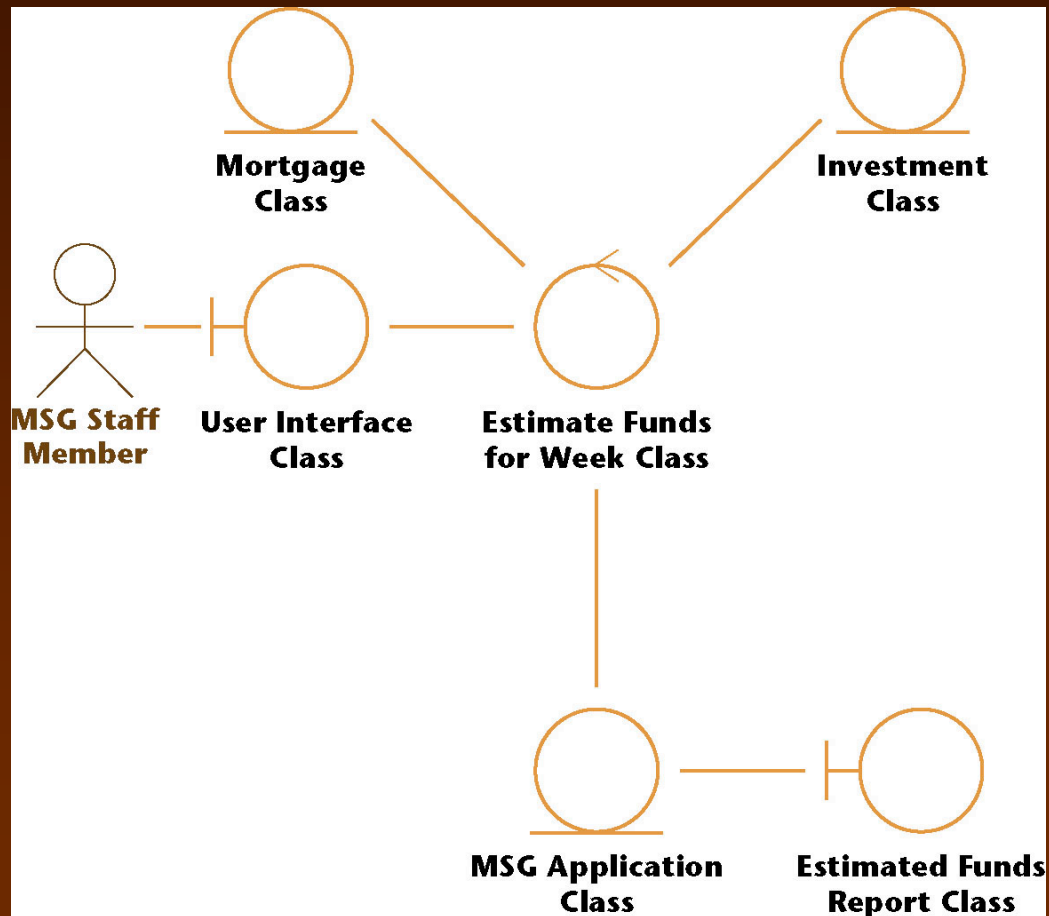 Mortgage
Class
Investment
Class
MSG Staff
Member
User Interface
Class
Estimate Funds
for Week Class
MSG Application
Class
Estimated Funds
Report Class